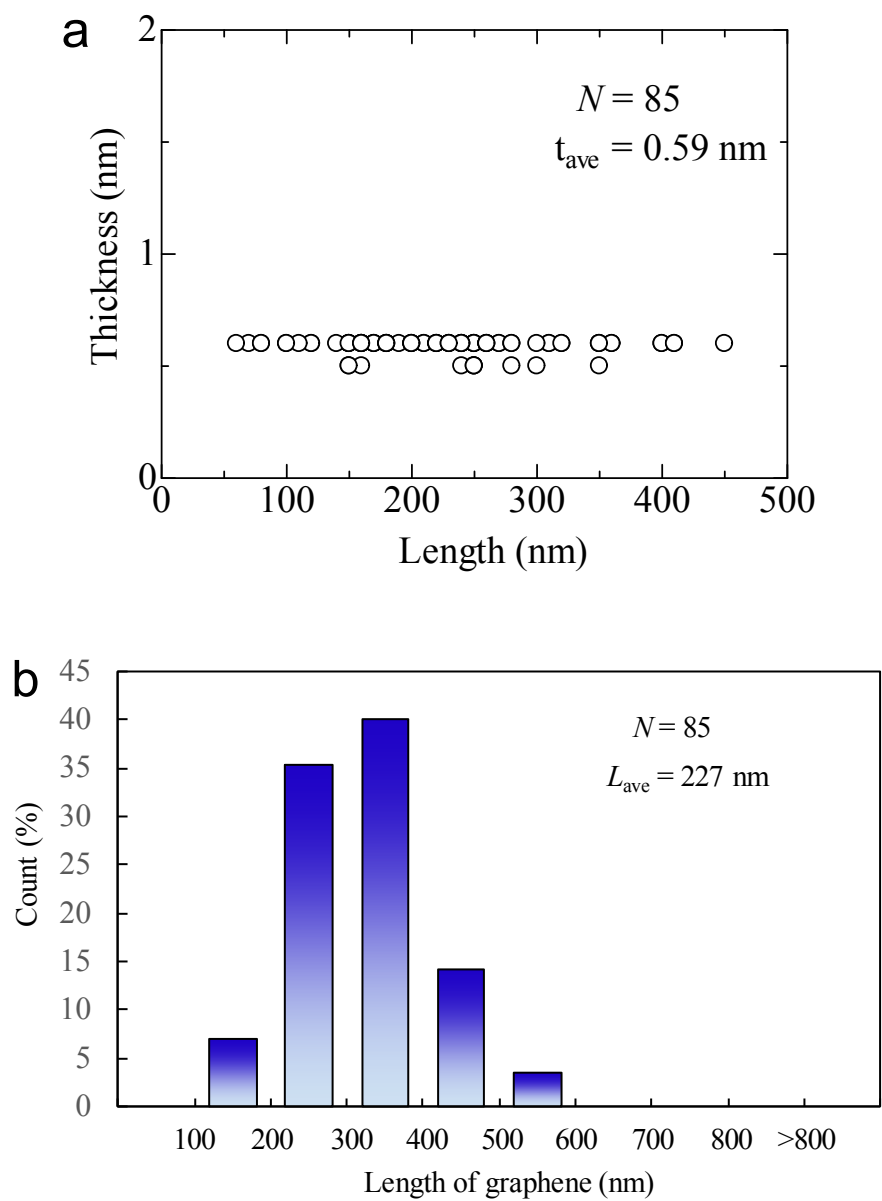 a
2
N = 85
t_ave = 0.59 nm
Thickness (nm)
1
0
0 100 200 300 400 500
Length (nm)
b
45
N = 85
40
L_ave = 227 nm
35
30
Count (%)
25
20
15
10
5
0
100 200 300 400 500 600 700 800 >800
Length of graphene (nm)